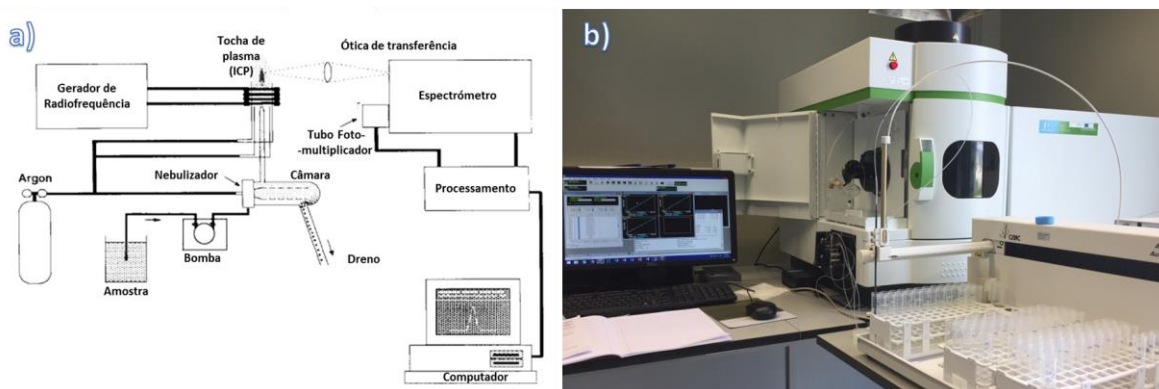 a)
Tocha de
plasma
(ICP)
Ótica de transferência
Gerador de
Radiofrequência
Espectrómetro
Tubo Foto-
-multiplicador
Argon
Nebulizador
Câmara
Processamento
Bomba
Dreno
Amostra
Computador
b)
GBC